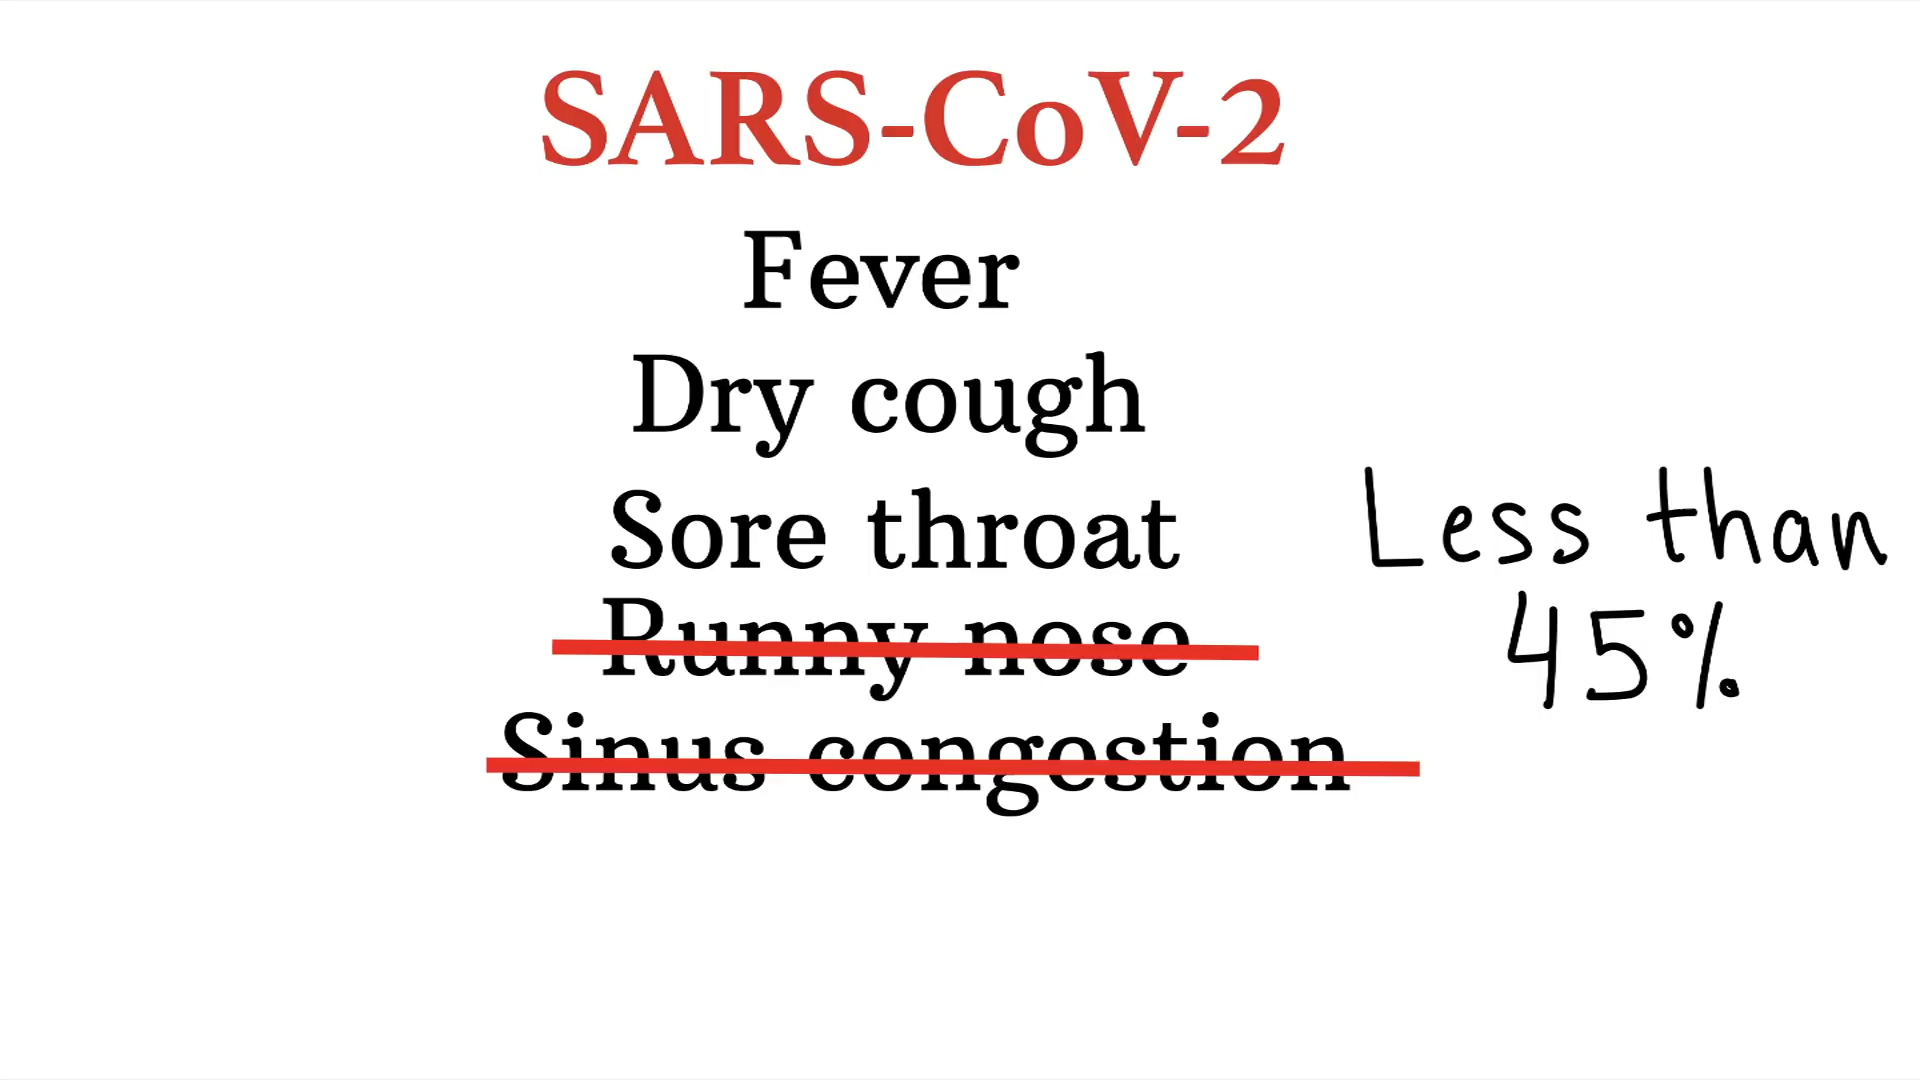 SARS-CoV-2
Fever
Dry cough
Sore throat
Runny nose
Sinus congestion
Less than
45%